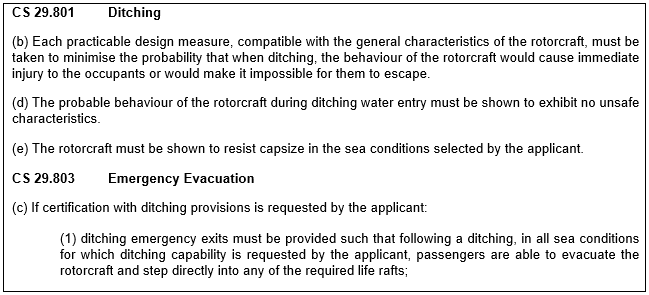 CS 29.801 Ditching
(b) Each practicable design measure, compatible with the general characteristics of the rotorcraft, must be
taken to minimise the probability that when ditching, the behaviour of the rotorcraft would cause immediate
injury to the occupants or would make it impossible for them to escape.
(d) The probable behaviour of the rotorcraft during ditching water entry must be shown to exhibit no unsafe
characteristics.
(e) The rotorcraft must be shown to resist capsize in the sea conditions selected by the applicant.
CS 29.803 Emergency Evacuation
(c) If certification with ditching provisions is requested by the applicant:
(1) ditching emergency exits must be provided such that following a ditching, in all sea conditions
for which ditching capability is requested by the applicant, passengers are able to evacuate the
rotorcraft and step directly into any of the required life rafts;